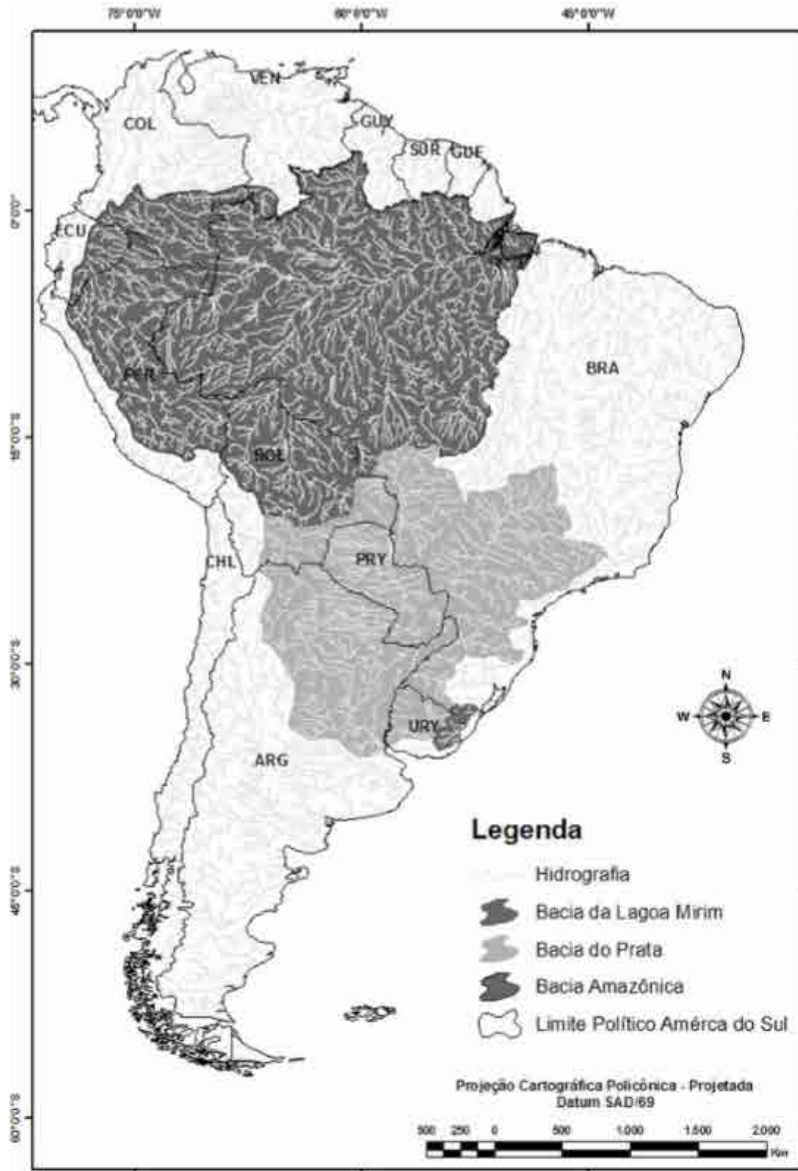 75°0'0"W 60°0'0"W 45°0'0"W
VEN
COL
GUY
SUR
GUF
0°0'0"
ECU
PER
BRA
15°0'0"S
BOL
CHL
PRY
30°0'0"S
N
W E
S
URY
ARG
Legenda
Hidrografia
45°0'0"S
Bacia da Lagoa Mirim
Bacia do Prata
Bacia Amazônica
Limite Político Amérca do Sul
Projeção Cartográfica Policônica - Projetada
Datum SAD/69
60°0'0"S
500 250 0 500 1.000 1.500 2.000
Km